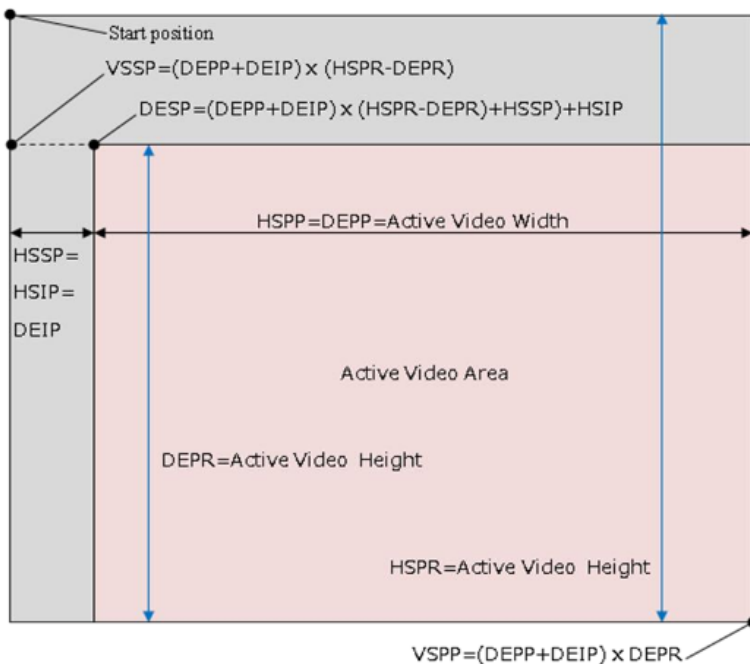 Start position
VSSP=(DEPP+DEIP) x (HSPR-DEPR)
DESP=(DEPP+DEIP) x (HSPR-DEPR)+HSSP)+HSIP
HSPP=DEPP=Active Video Width
HSSP=
HSIP=
DEIP
Active Video Area
DEPR=Active Video Height
HSPR=Active Video Height
VSPP=(DEPP+DEIP) x DEPR